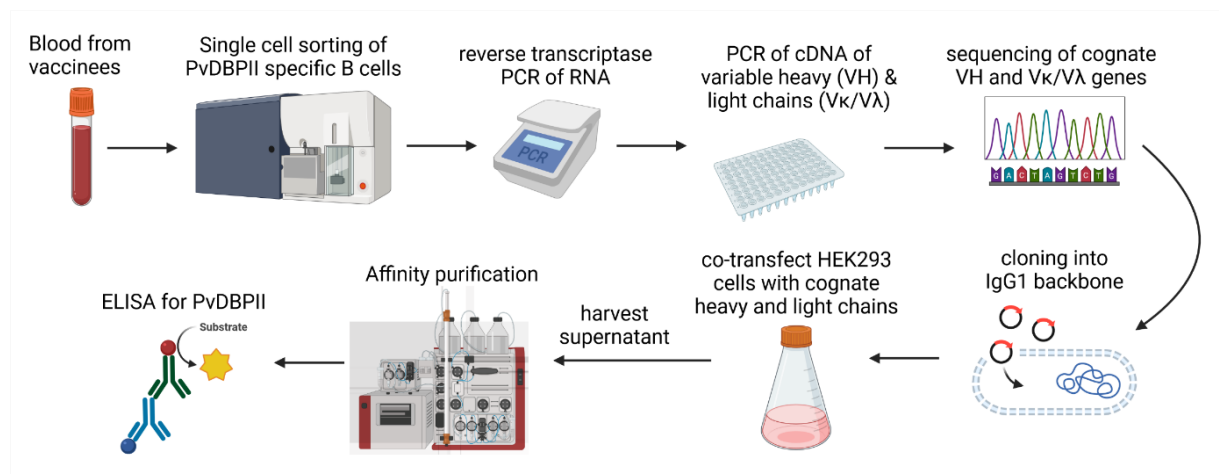 Blood from
vaccinees
Single cell sorting of
PvDBPII specific B cells
reverse transcriptase
PCR of RNA
PCR
PCR of cDNA of
variable heavy (VH) &
light chains (Vκ/Vλ)
sequencing of cognate
VH and Vκ/Vλ genes
G A C T A G T C T G
cloning into
IgG1 backbone
co-transfect HEK293
cells with cognate
heavy and light chains
harvest
supernatant
Affinity purification
ELISA for PvDBPII
Substrate